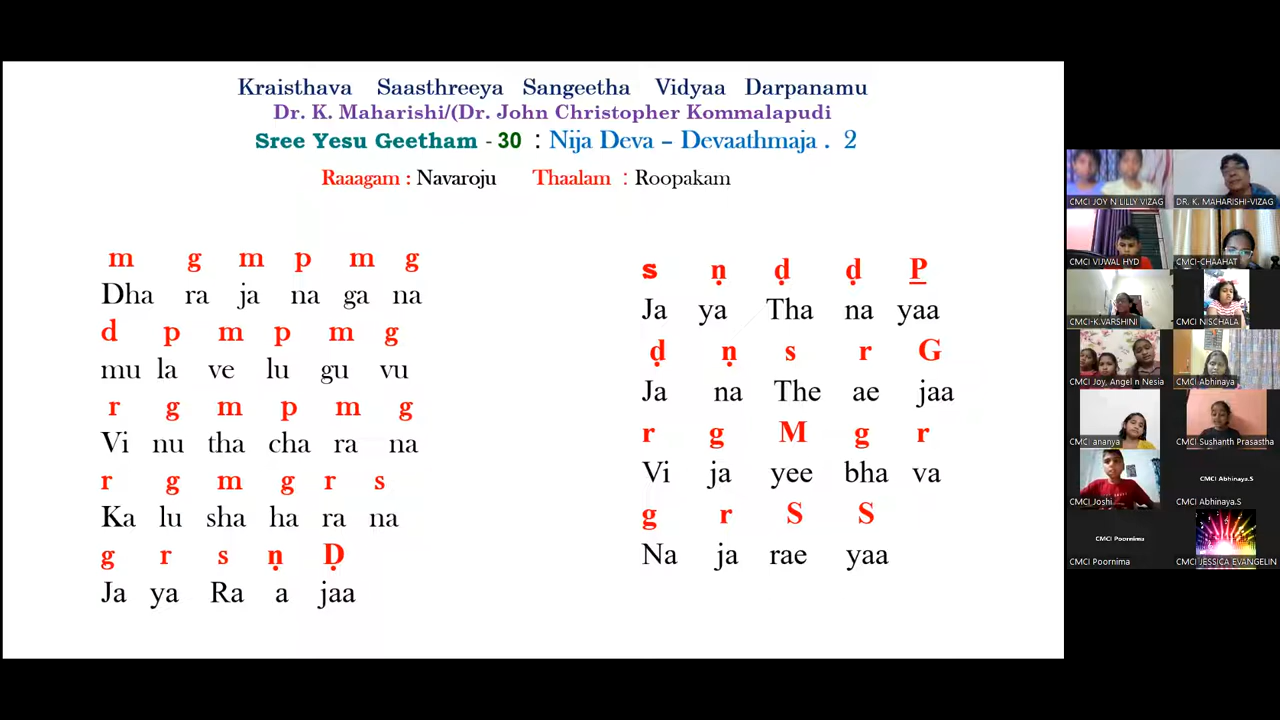 Kraisthava Saasthreeya Sangeetha Vidyaa Darpanamu
Dr. K. Maharishi/(Dr. John Christopher Kommalapudi
Sree Yesu Geetham - 30 : Nija Deva – Devaathmaja . 2
Raaagam : Navaroju Thaalam : Roopakam
m g m p m g
Dha ra ja na ga na
d p m p m g
mu la ve lu gu vu
r g m p m g
Vi nu tha cha ra na
r g m g r s
Ka lu sha ha ra na
g r s ṇ Ḍ
Ja ya Ra a jaa
s ṇ ḍ ḍ P
Ja ya Tha na yaa
ḍ ṇ s r G
Ja na The ae jaa
r g M g r
Vi ja yee bha va
g r S S
Na ja rae yaa
CMCI JOY N LILLY VIZAG
DR. K. MAHARISHI-VIZAG
CMCI VIJWAL HYD
CMCI-CHAAHAT
CMCI-K.VARSHINI
CMCI NISCHALA
CMCI Joy, Angel n Nesia
CMCI Abhinaya
CMCI ananya
CMCI Sushanth Prasastha
CMCI Joshi
CMCI Abhinaya.S
CMCI Abhinaya.S
CMCI Poornima
CMCI Poornima
CMCI JESSICA EVANGELIN